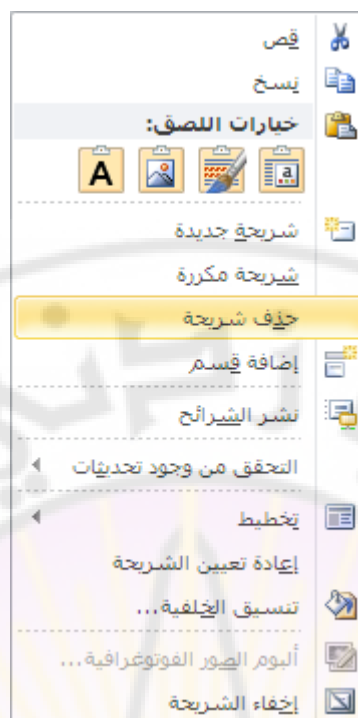 قص
نسخ
خيارات اللصق:
A a
شريحة جديدة
شريحة مكررة
حذف شريحة
إضافة قسم
نشر الشرائح
التحقق من وجود تحديثات
تخطيط
إعادة تعيين الشريحة
تنسيق الخلفية...
ألبوم الصور الفوتوغرافية...
إخفاء الشريحة